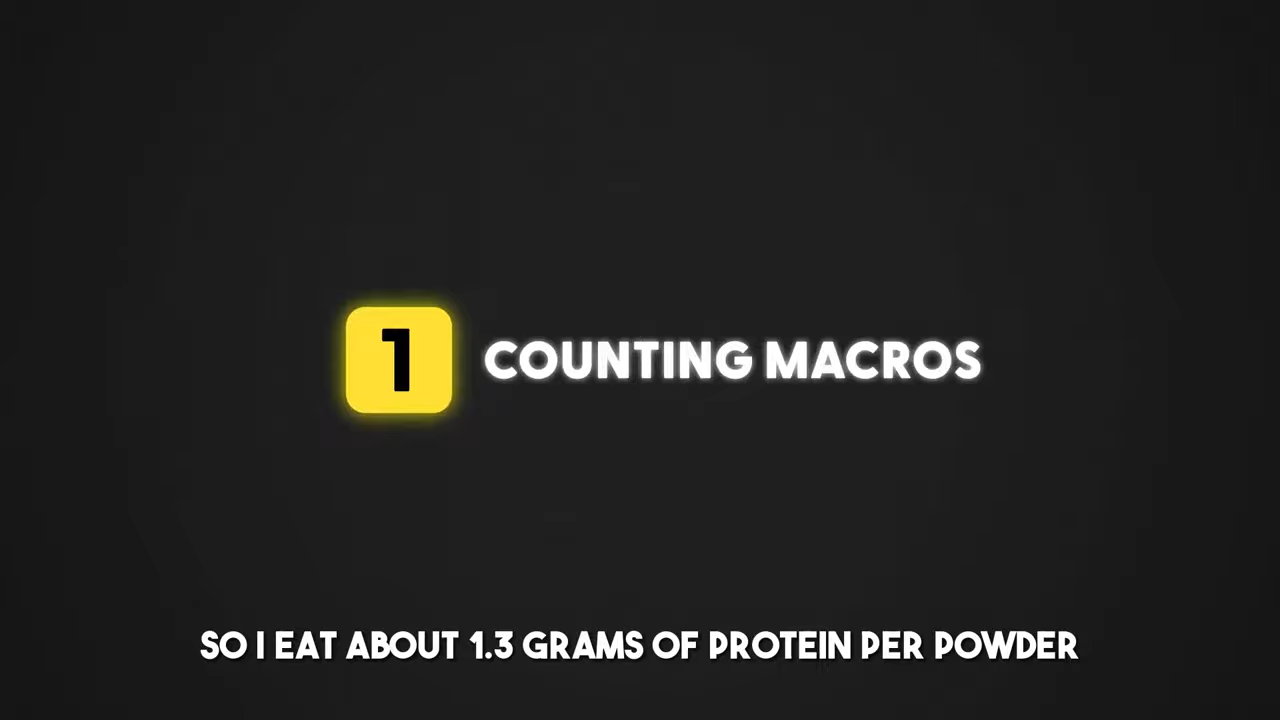 1 COUNTING MACROS
SO I EAT ABOUT 1.3 GRAMS OF PROTEIN PER POWDER